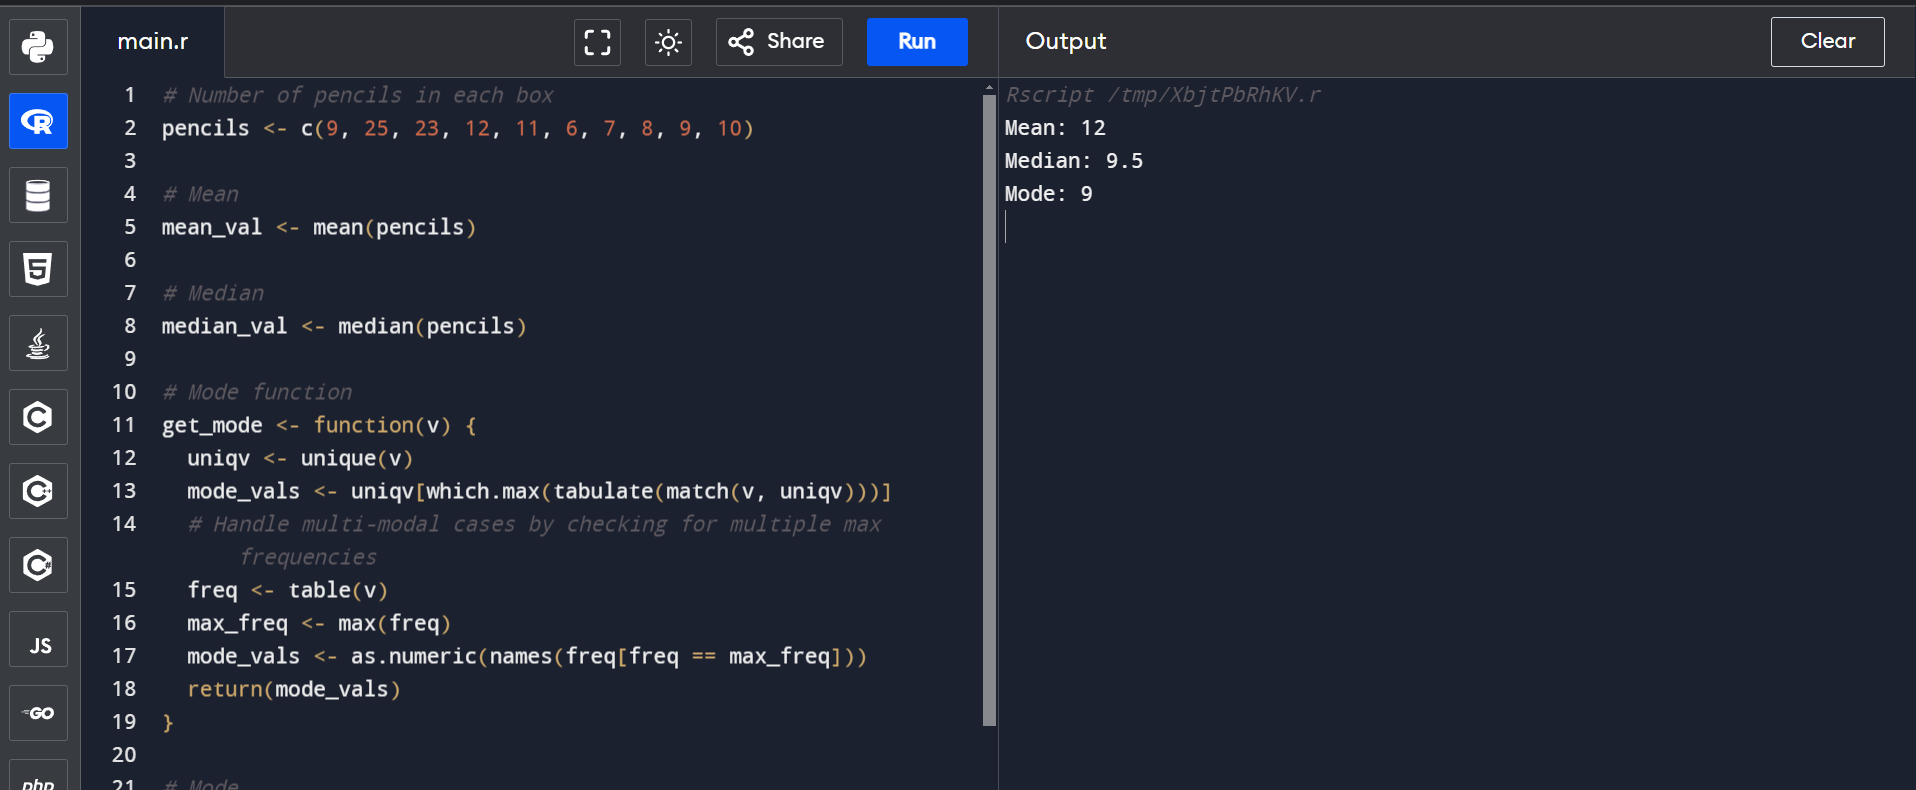 main.r
Share
Run
Output
Clear
1 # Number of pencils in each box
2 pencils <- c(9, 25, 23, 12, 11, 6, 7, 8, 9, 10)
3
4 # Mean
5 mean_val <- mean(pencils)
6
7 # Median
8 median_val <- median(pencils)
9
10 # Mode function
11 get_mode <- function(v) {
12 uniqv <- unique(v)
13 mode_vals <- uniqv[which.max(tabulate(match(v, uniqv)))]
14 # Handle multi-modal cases by checking for multiple max
frequencies
15 freq <- table(v)
16 max_freq <- max(freq)
17 mode_vals <- as.numeric(names(freq[freq == max_freq]))
18 return(mode_vals)
19 }
20
21 # Mode
Rscript /tmp/XbjtPbRhKV.r
Mean: 12
Median: 9.5
Mode: 9
R
5
C
C++
C#
JS
GO
php